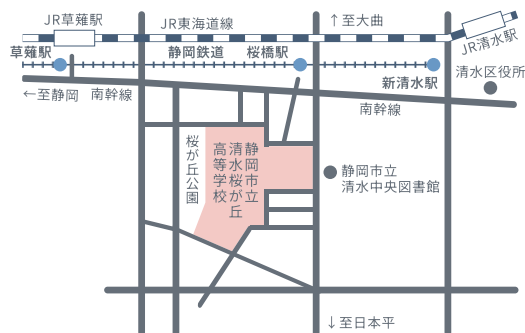 JR草薙駅
JR東海道線
↑至大曲
JR清水駅
草薙駅
静岡鉄道
桜橋駅
新清水駅
清水区役所
←至静岡
南幹線
南幹線
桜が丘公園
静岡市立
清水桜が丘
高等学校
静岡市立
清水中央図書館
↓至日本平